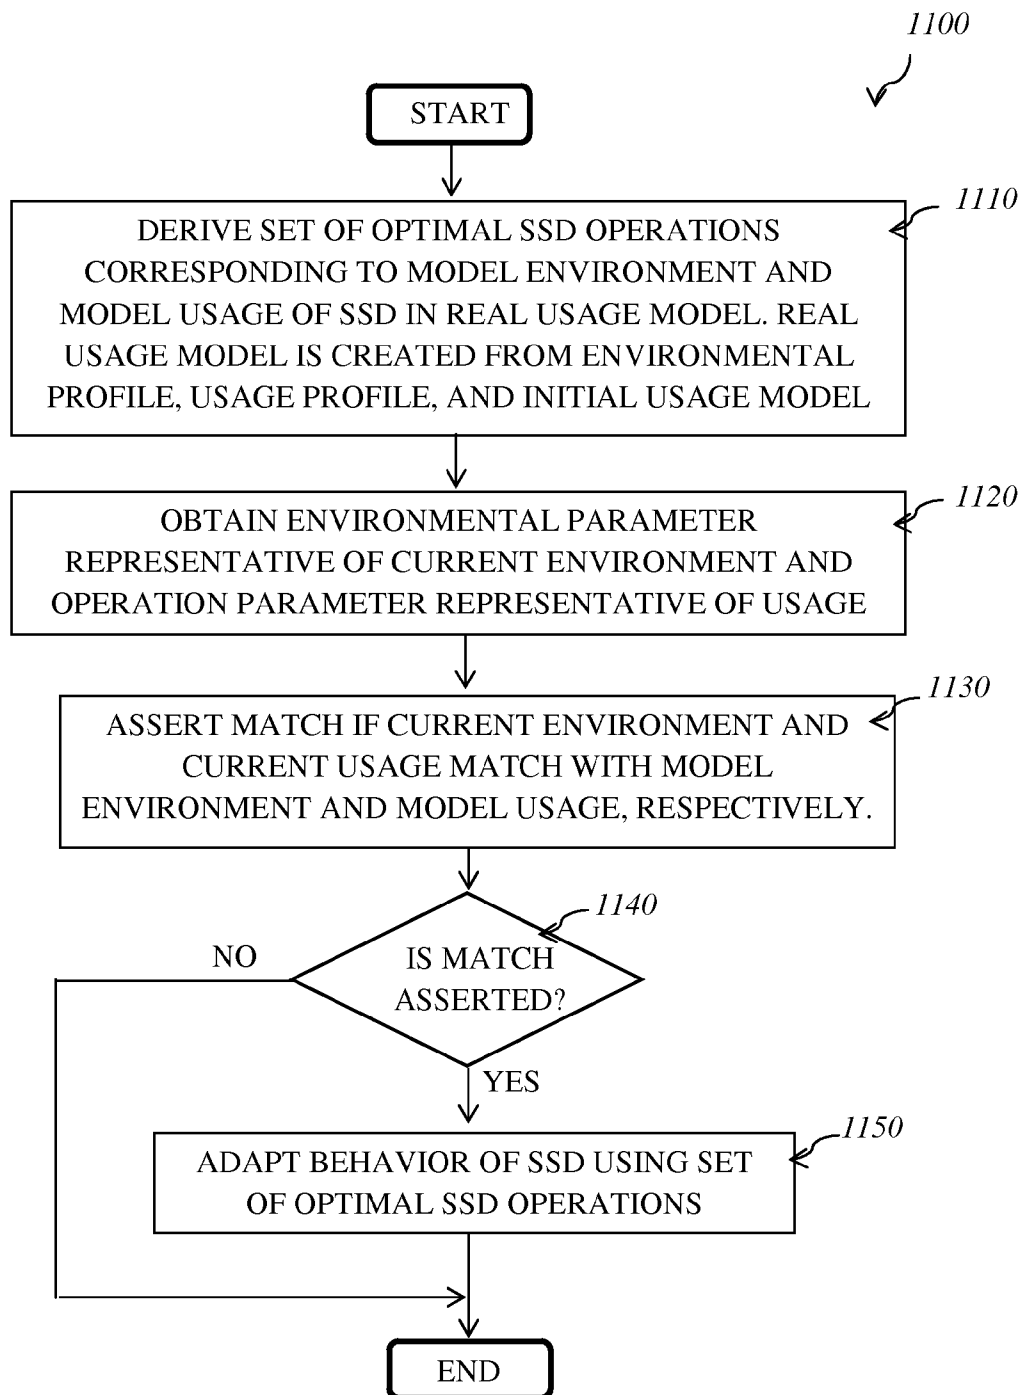 1100
START
1110
DERIVE SET OF OPTIMAL SSD OPERATIONS
CORRESPONDING TO MODEL ENVIRONMENT AND
MODEL USAGE OF SSD IN REAL USAGE MODEL. REAL
USAGE MODEL IS CREATED FROM ENVIRONMENTAL
PROFILE, USAGE PROFILE, AND INITIAL USAGE MODEL
1120
OBTAIN ENVIRONMENTAL PARAMETER
REPRESENTATIVE OF CURRENT ENVIRONMENT AND
OPERATION PARAMETER REPRESENTATIVE OF USAGE
1130
ASSERT MATCH IF CURRENT ENVIRONMENT AND
CURRENT USAGE MATCH WITH MODEL
ENVIRONMENT AND MODEL USAGE, RESPECTIVELY.
1140
NO
IS MATCH
ASSERTED?
YES
1150
ADAPT BEHAVIOR OF SSD USING SET
OF OPTIMAL SSD OPERATIONS
END